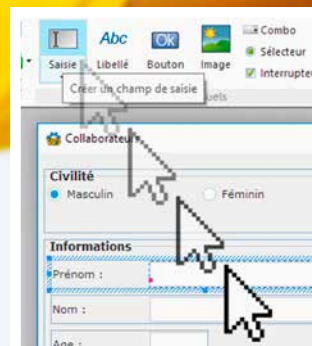 Combo
Sélecteur
Saisie Libellé Bouton Image Interrupteu
Abc OK
Créer un champ de saisie
uels
Collaborateurs
Civilité
Masculin Féminin
Informations
Prénom :
Nom :
Age :